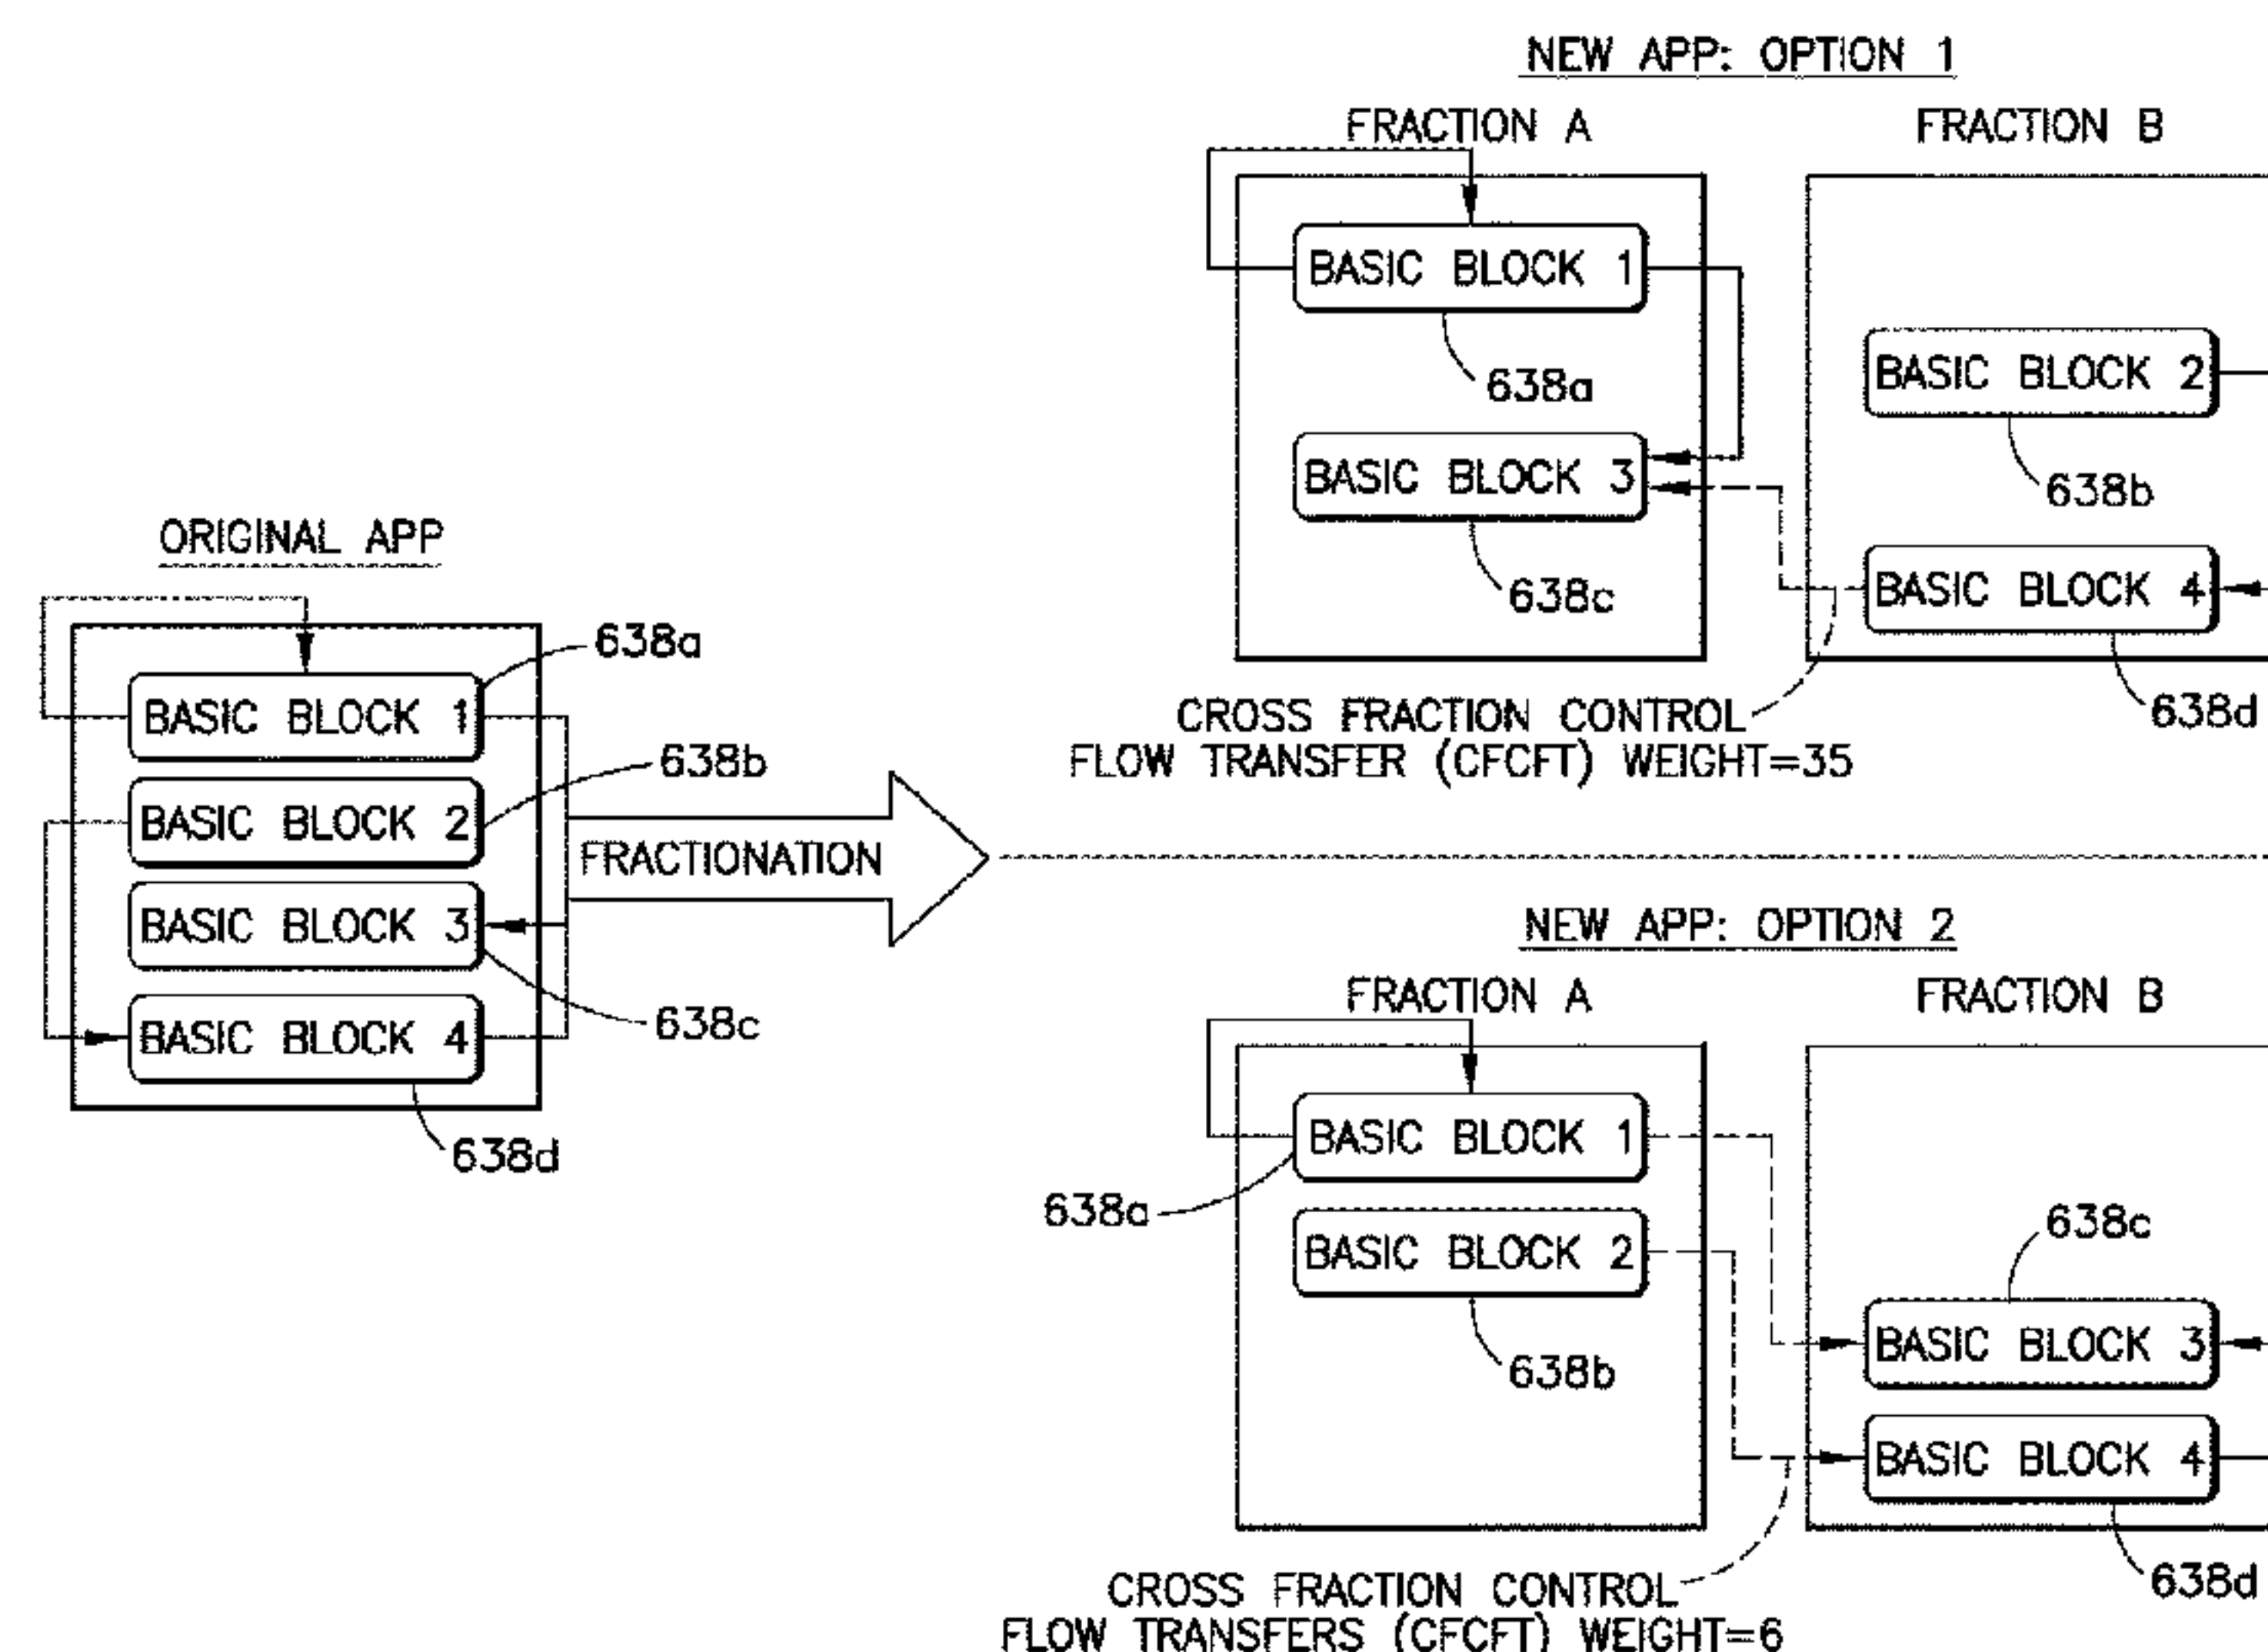 ORIGINAL APP
BASIC BLOCK 1
638a
BASIC BLOCK 2
638b
BASIC BLOCK 3
638c
BASIC BLOCK 4
638d
FRACTIONATION
NEW APP: OPTION 1
FRACTION A
BASIC BLOCK 1
638a
BASIC BLOCK 3
638c
FRACTION B
BASIC BLOCK 2
638b
BASIC BLOCK 4
638d
CROSS FRACTION CONTROL
FLOW TRANSFER (CFCFT) WEIGHT=35
NEW APP: OPTION 2
FRACTION A
BASIC BLOCK 1
638a
BASIC BLOCK 2
638b
FRACTION B
638c
BASIC BLOCK 3
BASIC BLOCK 4
638d
CROSS FRACTION CONTROL
FLOW TRANSFERS (CFCFT) WEIGHT=6